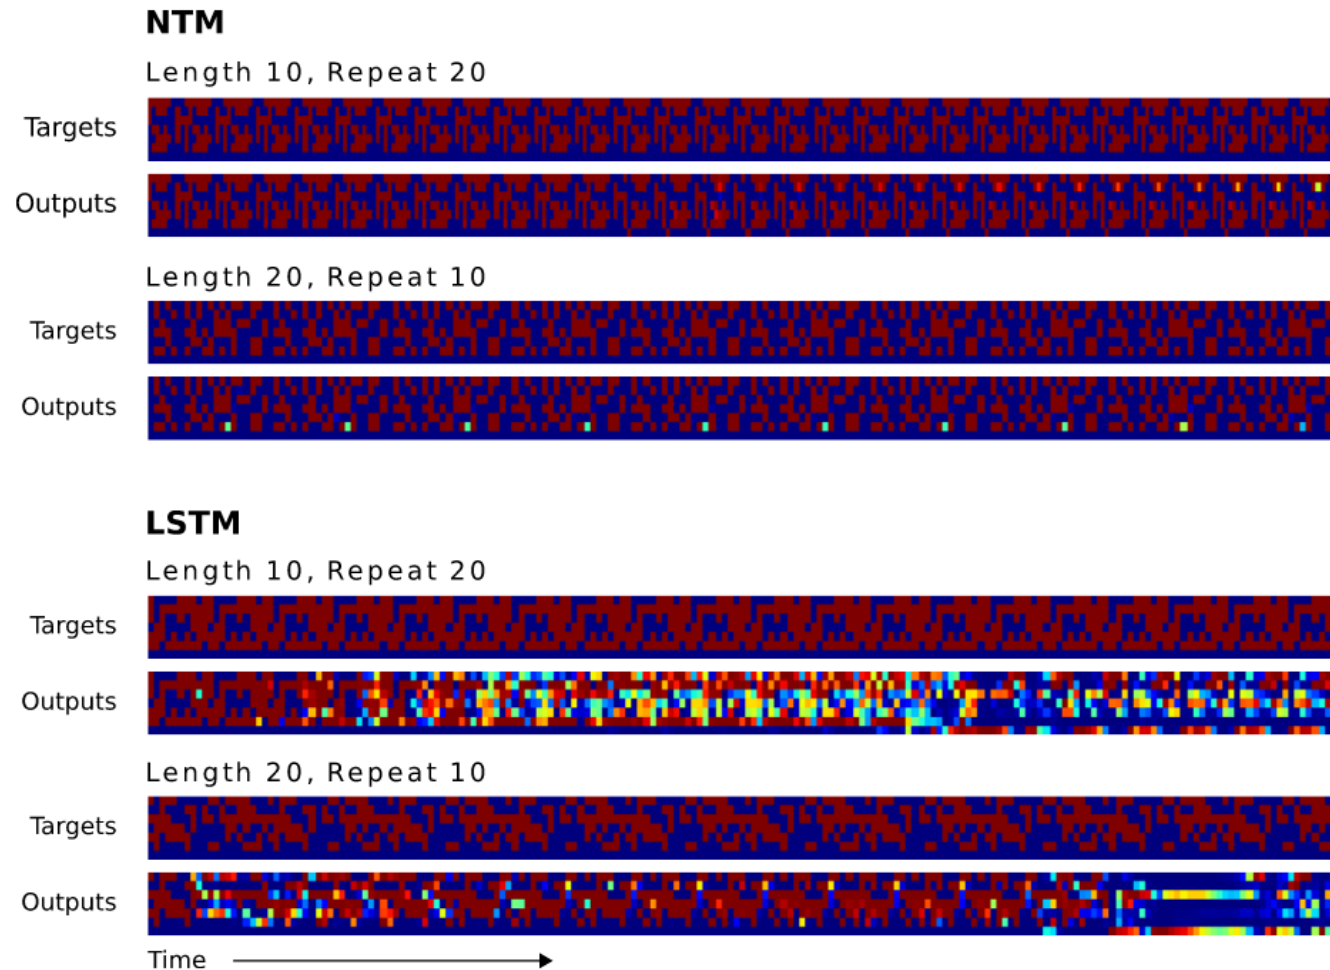 NTM
Length 10, Repeat 20
Targets
Outputs
Length 20, Repeat 10
Targets
Outputs
LSTM
Length 10, Repeat 20
Targets
Outputs
Length 20, Repeat 10
Targets
Outputs
Time